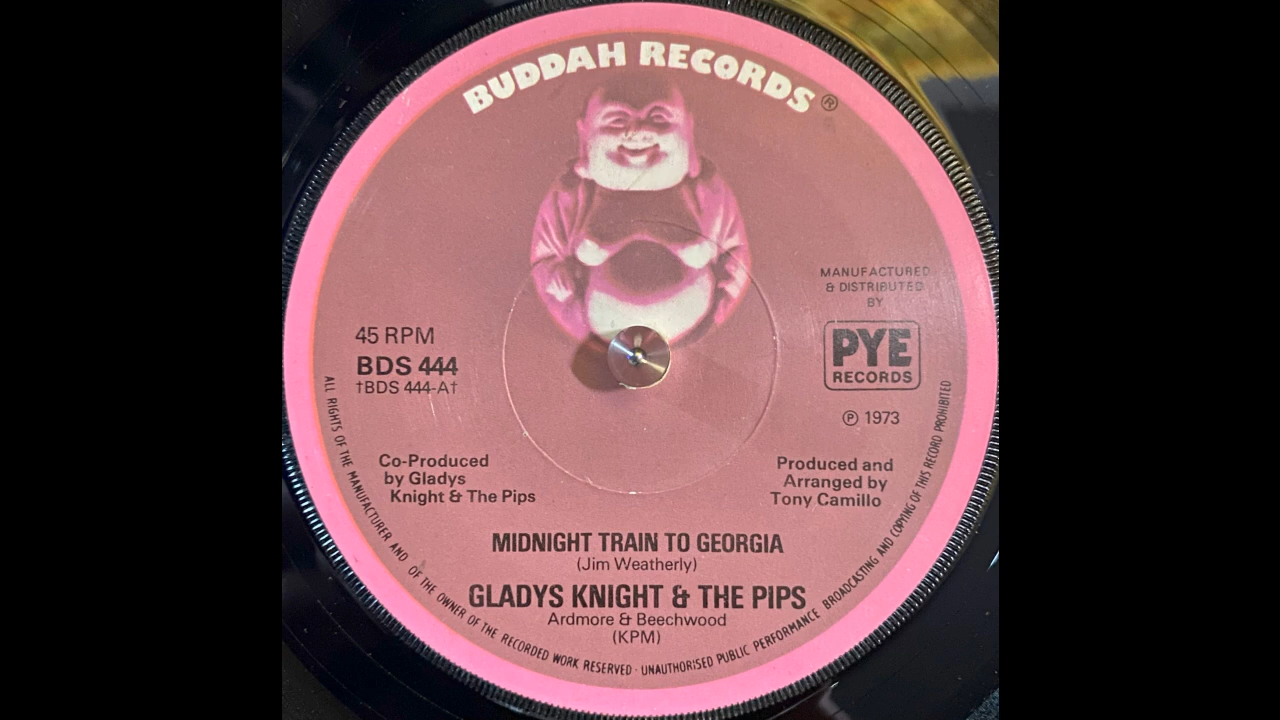 BUDDAH RECORDS®
MANUFACTURED
& DISTRIBUTED
BY
PYE
RECORDS
℗ 1973
45 RPM
BDS 444
†BDS 444-A†
Co-Produced
by Gladys
Knight & The Pips
Produced and
Arranged by
Tony Camillo
MIDNIGHT TRAIN TO GEORGIA
(Jim Weatherly)
GLADYS KNIGHT & THE PIPS
Ardmore & Beechwood
(KPM)
ALL RIGHTS OF THE MANUFACTURER AND OF THE OWNER OF THE RECORDED WORK RESERVED · UNAUTHORISED PUBLIC PERFORMANCE BROADCASTING AND COPYING OF THIS RECORD PROHIBITED